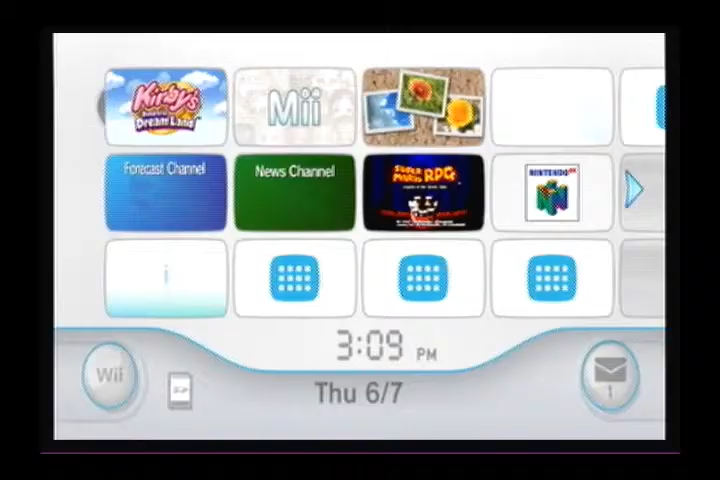 Kirby's
Dream Land
Mii
Forecast Channel
News Channel
SUPER
MARIO RPG
NINTENDO 64
i
3:09 PM
Wii
Thu 6/7
1